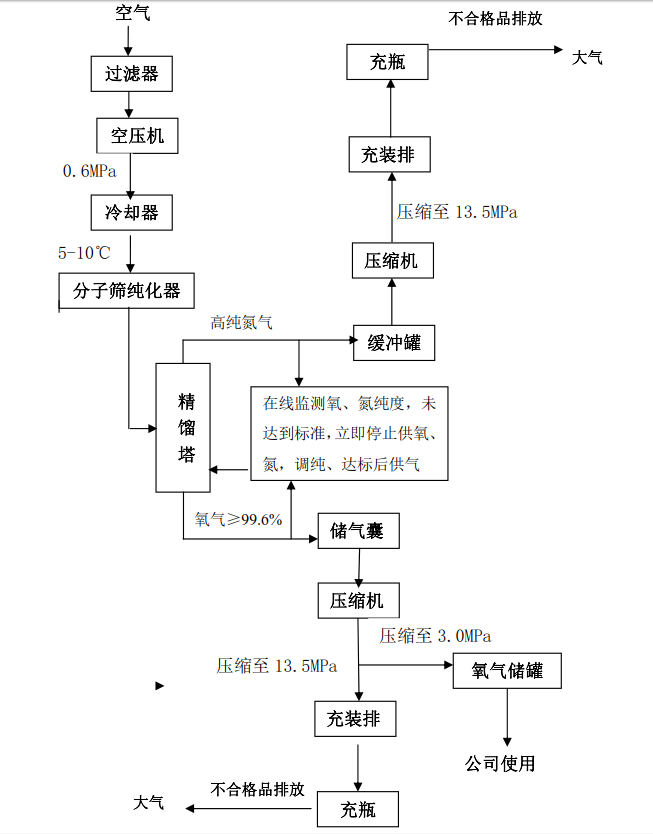 空气
过滤器
空压机
0.6MPa
冷却器
5-10℃
分子筛纯化器
不合格品排放
充瓶
大气
充装排
压缩至 13.5MPa
压缩机
高纯氮气
缓冲罐
精
馏
塔
在线监测氧、氮纯度，未
达到标准，立即停止供氧、
氮，调纯、达标后供气
氧气≥99.6%
储气囊
压缩机
压缩至 3.0MPa
压缩至 13.5MPa
氧气储罐
充装排
公司使用
不合格品排放
大气
充瓶